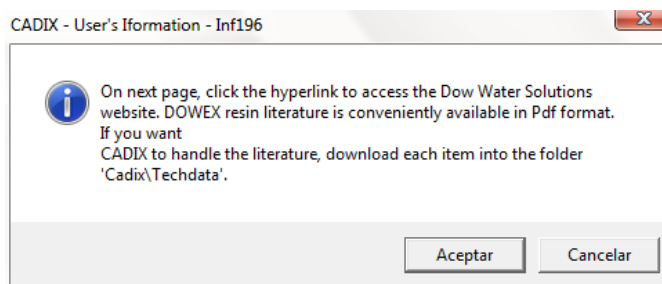 CADIX - User's Iformation - Inf196
On next page, click the hyperlink to access the Dow Water Solutions
website. DOWEX resin literature is conveniently available in Pdf format.
If you want
CADIX to handle the literature, download each item into the folder
'Cadix\Techdata'.
Aceptar Cancelar